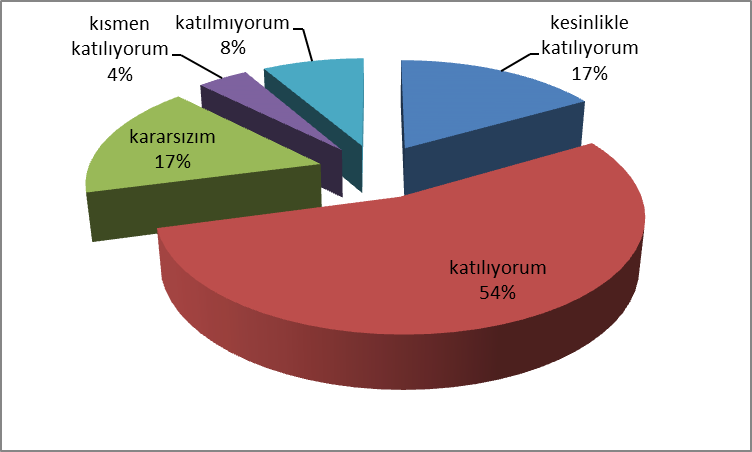 kısmen
katılıyorum
4%
katılmıyorum
8%
kesinlikle
katılıyorum
17%
kararsızım
17%
katılıyorum
54%